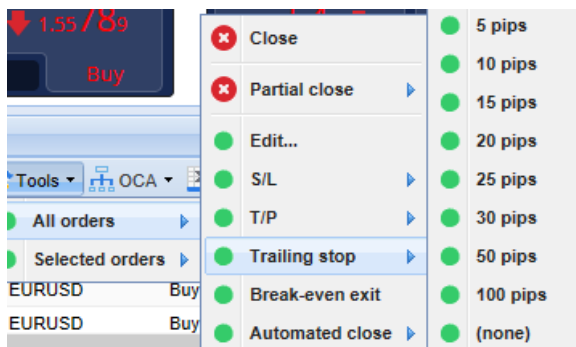 1.55789
Buy
Tools
OCA
All orders
Selected orders
EURUSD Buy
EURUSD Buy
Close
Partial close
Edit...
S/L
T/P
Trailing stop
Break-even exit
Automated close
5 pips
10 pips
15 pips
20 pips
25 pips
30 pips
50 pips
100 pips
(none)